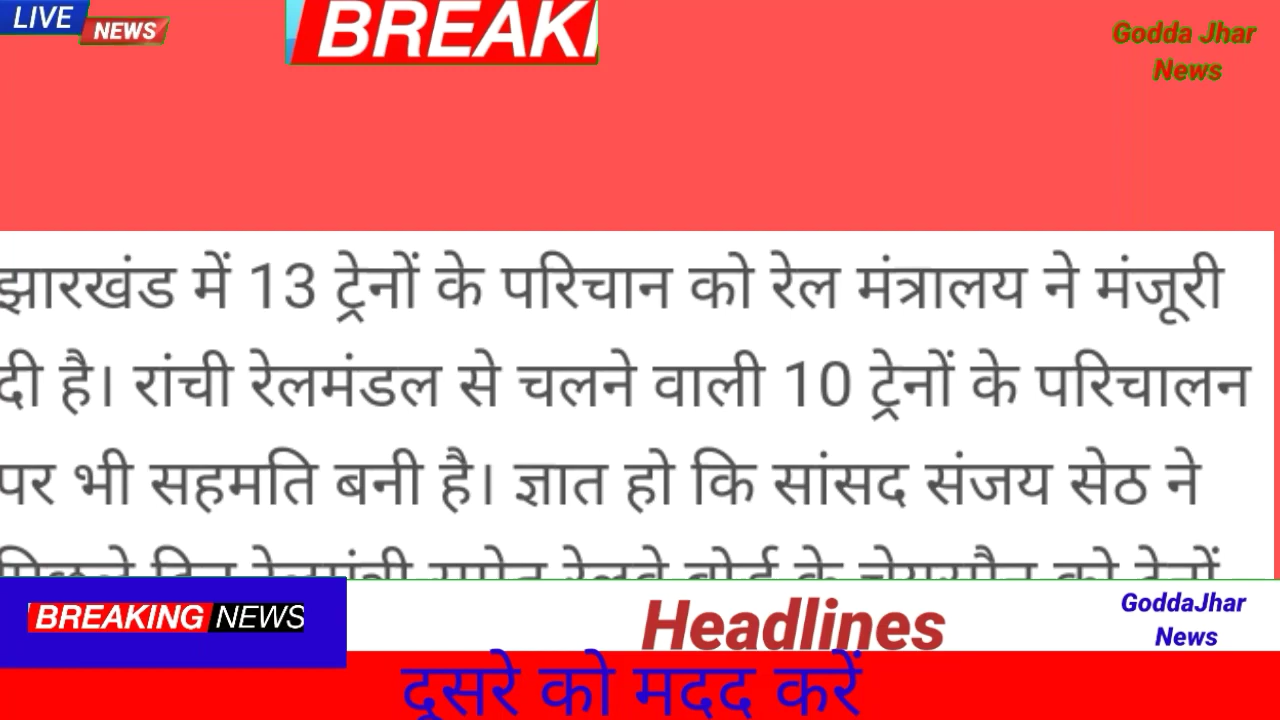 LIVE
NEWS
BREAKI
Godda Jhar
News
झारखंड में 13 ट्रेनों के परिचान को रेल मंत्रालय ने मंजूरी
दी है। रांची रेलमंडल से चलने वाली 10 ट्रेनों के परिचालन
पर भी सहमति बनी है। ज्ञात हो कि सांसद संजय सेठ ने
BREAKING NEWS
Headlines
GoddaJhar
News
दूसरे को मदद करें